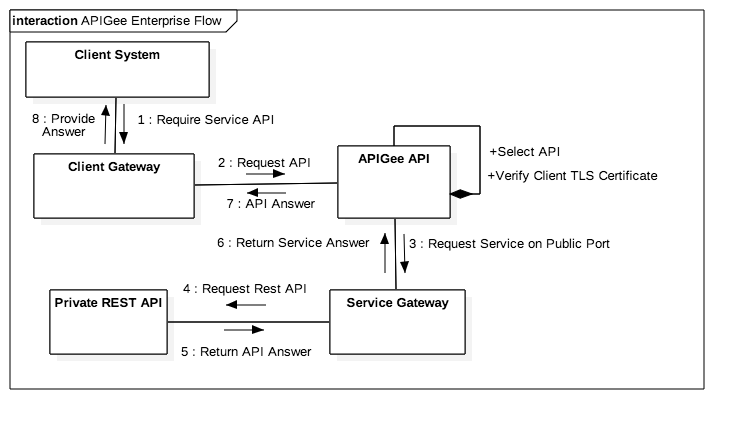 interaction APIGee Enterprise Flow
Client System
8 : Provide
Answer
1 : Require Service API
Client Gateway
2 : Request API
7 : API Answer
APIGee API
+Select API
+Verify Client TLS Certificate
6 : Return Service Answer
3 : Request Service on Public Port
4 : Request Rest API
Private REST API
Service Gateway
5 : Return API Answer